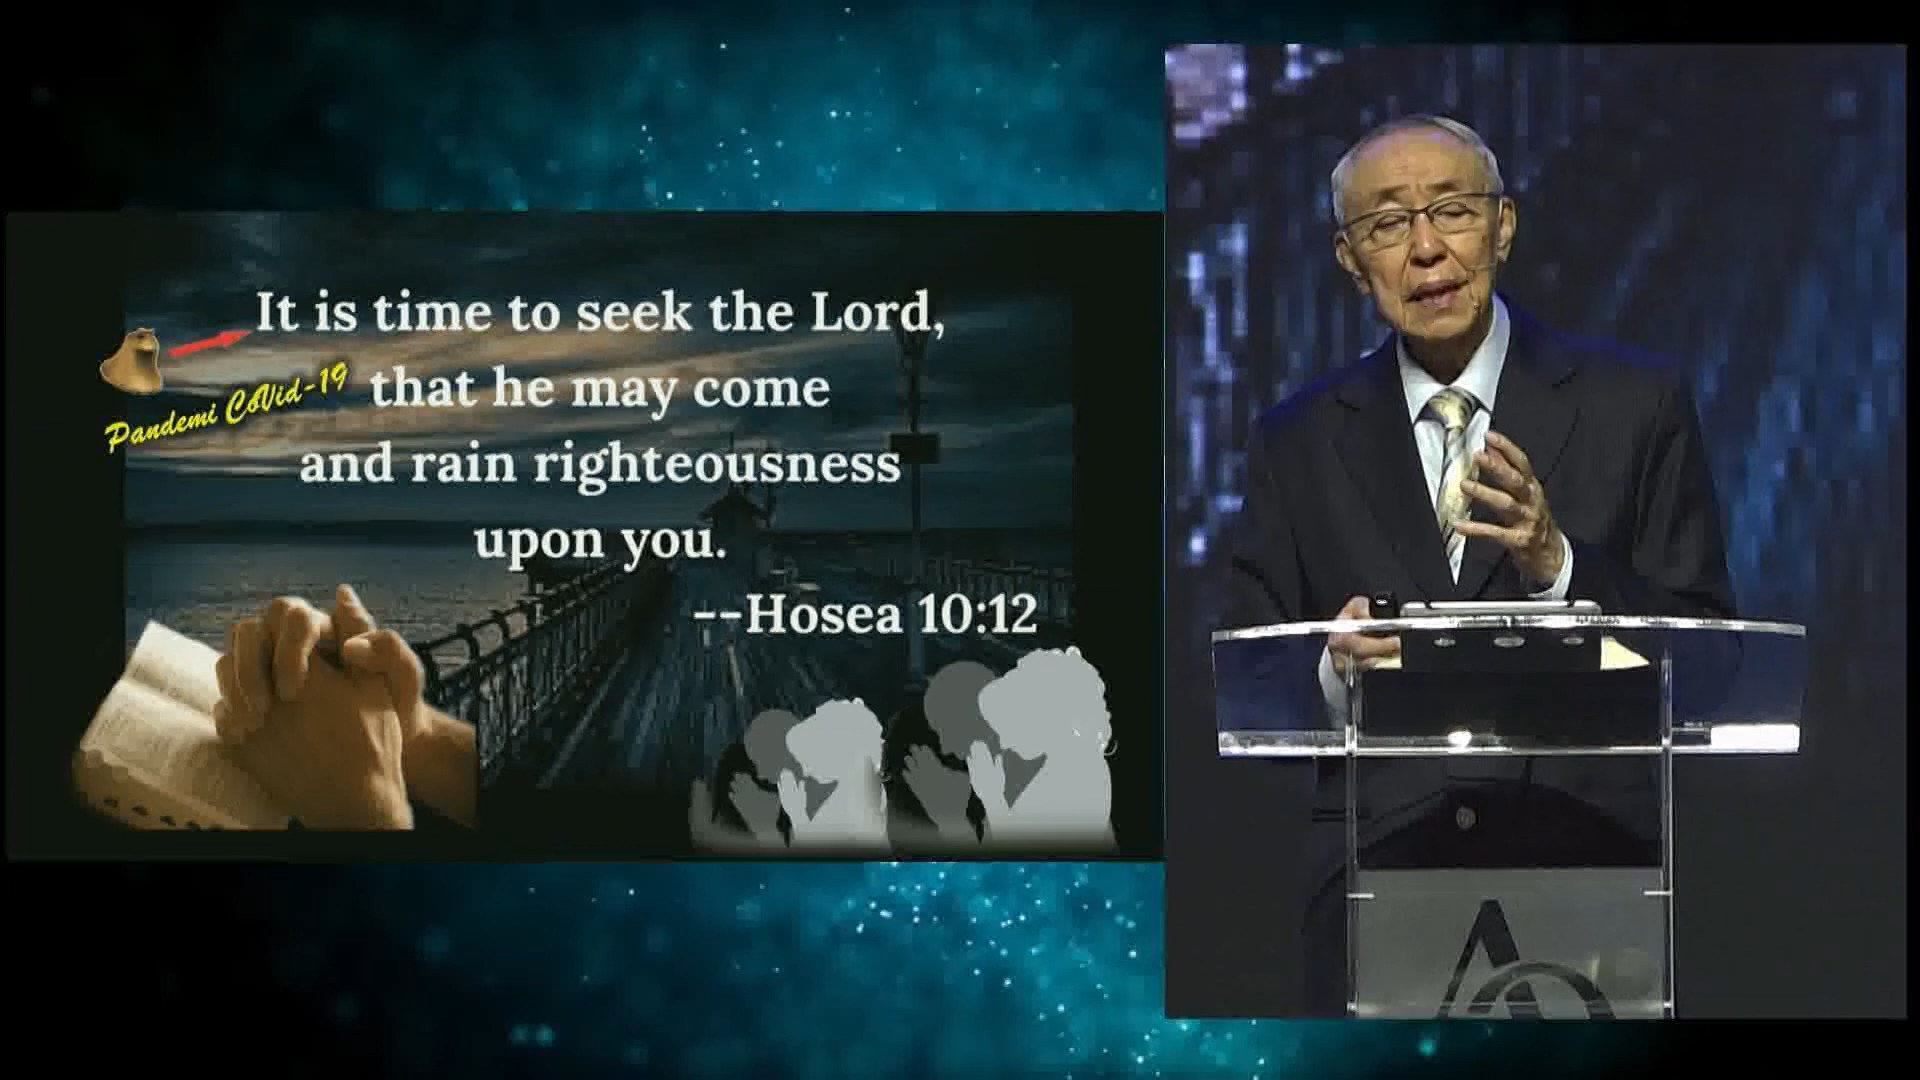 It is time to seek the Lord,
Pandemi CoVid-19
that he may come
and rain righteousness
upon you.
--Hosea 10:12